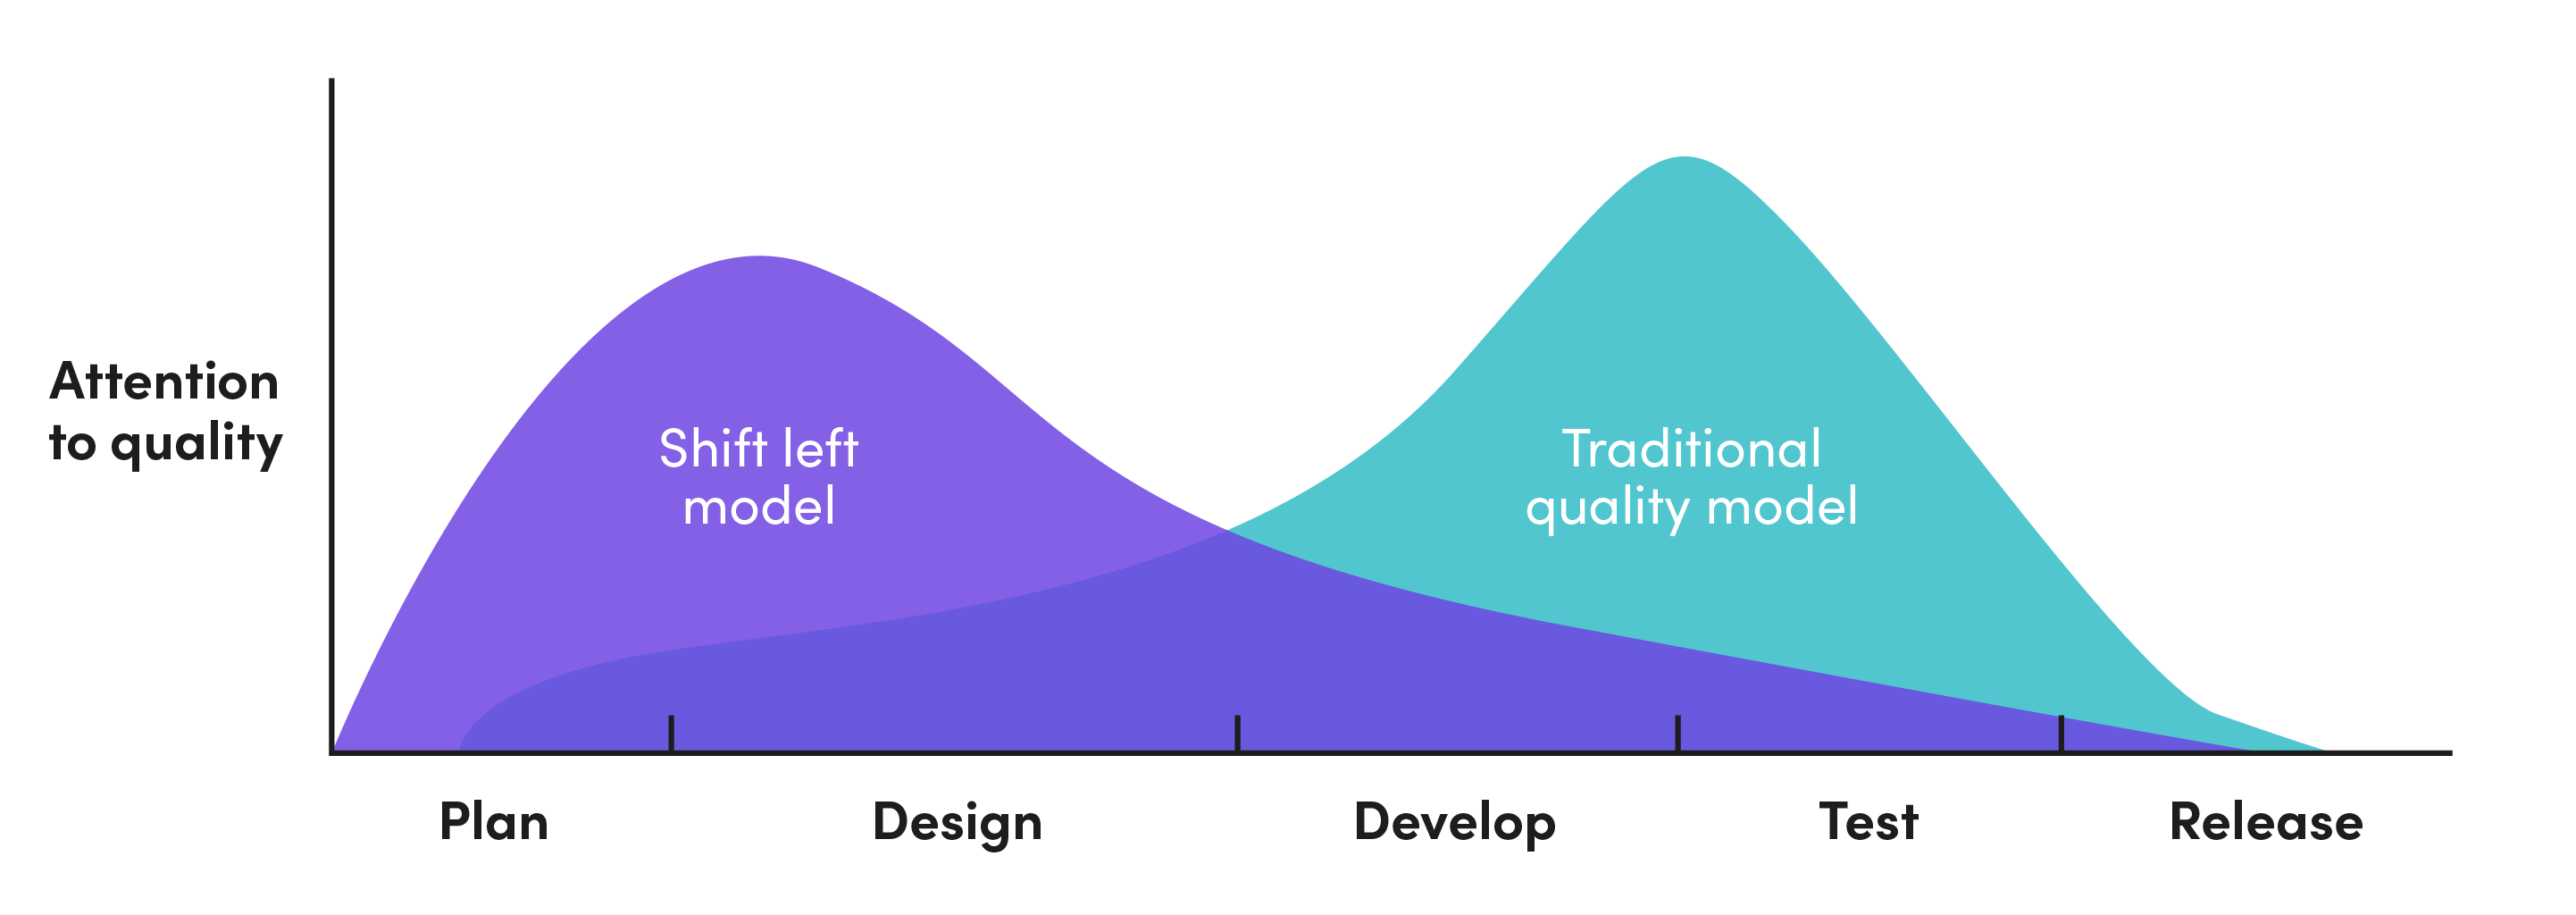 Attention
to quality
Shift left
model
Traditional
quality model
Plan
Design
Develop
Test
Release